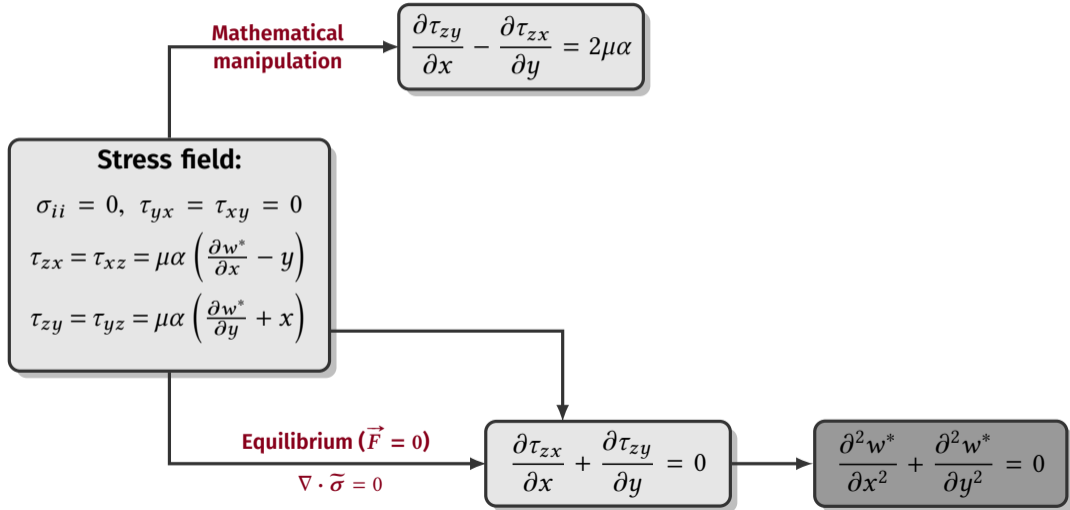 Mathematical
manipulation
∂τ_zy/∂x − ∂τ_zx/∂y = 2μα
Stress field:
σ_ii = 0, τ_yx = τ_xy = 0
τ_zx = τ_xz = μα (∂w*/∂x − y)
τ_zy = τ_yz = μα (∂w*/∂y + x)
Equilibrium (F⃗ = 0)
∇ · σ̃ = 0
∂τ_zx/∂x + ∂τ_zy/∂y = 0
∂²w*/∂x² + ∂²w*/∂y² = 0